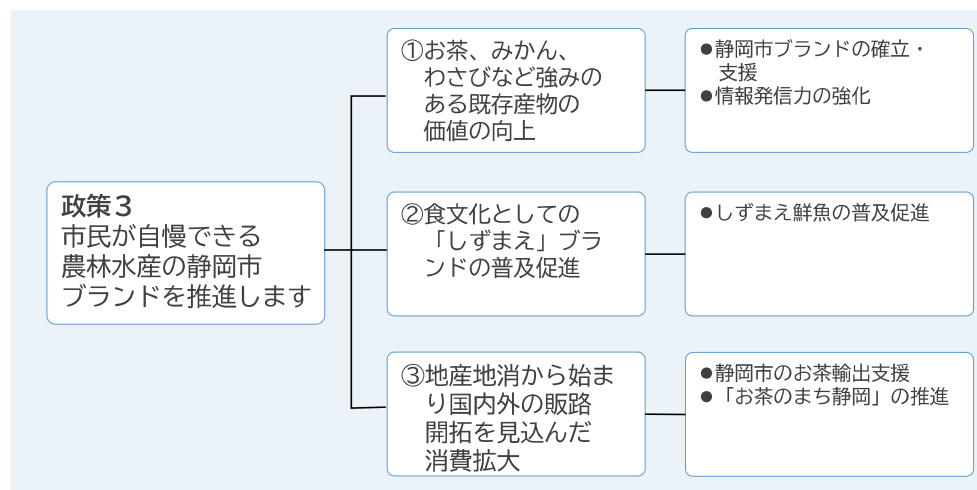 政策3
市民が自慢できる
農林水産の静岡市
ブランドを推進します
①お茶、みかん、
わさびなど強みの
ある既存産物の
価値の向上
●静岡市ブランドの確立・
支援
●情報発信力の強化
②食文化としての
「しずまえ」ブラ
ンドの普及促進
●しずまえ鮮魚の普及促進
③地産地消から始ま
り国内外の販路
開拓を見込んだ
消費拡大
●静岡市のお茶輸出支援
●「お茶のまち静岡」の推進